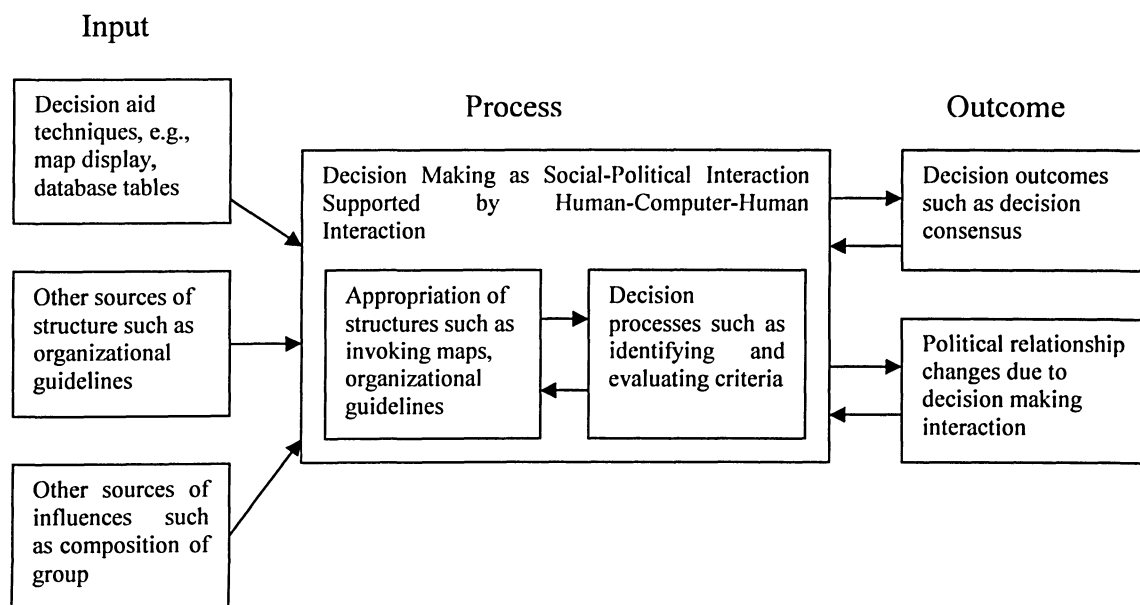 Input
Decision aid
techniques, e.g.,
map display,
database tables
Other sources of
structure such as
organizational
guidelines
Other sources of
influences such
as composition of
group
Process
Decision Making as Social-Political Interaction
Supported by Human-Computer-Human
Interaction
Appropriation of
structures such as
invoking maps,
organizational
guidelines
Decision
processes such as
identifying and
evaluating criteria
Outcome
Decision outcomes
such as decision
consensus
Political relationship
changes due to
decision making
interaction